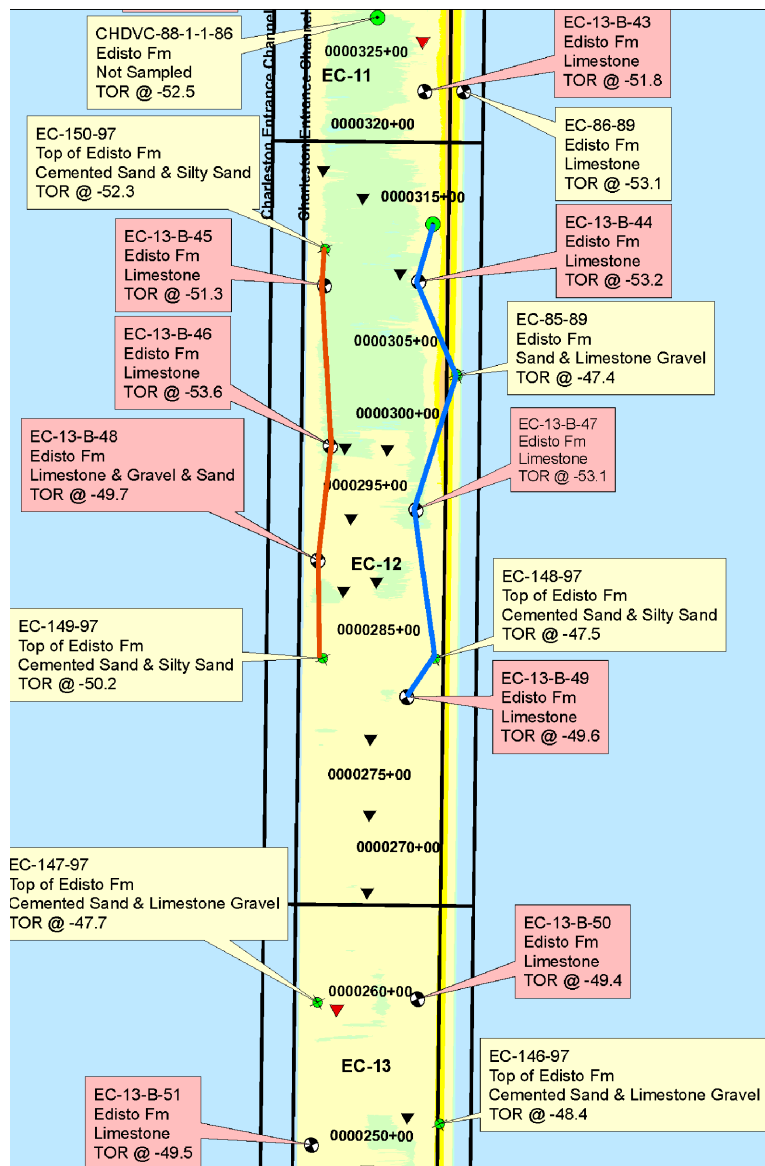 CHDVC-88-1-1-86
Edisto Fm
Not Sampled
TOR @ -52.5
Charleston Entrance Channel
Charleston Entrance Channel
0000325+00
EC-11
0000320+00
EC-13-B-43
Edisto Fm
Limestone
TOR @ -51.8
EC-86-89
Edisto Fm
Limestone
TOR @ -53.1
EC-150-97
Top of Edisto Fm
Cemented Sand & Silty Sand
TOR @ -52.3
0000315+00
EC-13-B-45
Edisto Fm
Limestone
TOR @ -51.3
EC-13-B-44
Edisto Fm
Limestone
TOR @ -53.2
EC-13-B-46
Edisto Fm
Limestone
TOR @ -53.6
0000305+00
EC-85-89
Edisto Fm
Sand & Limestone Gravel
TOR @ -47.4
0000300+00
EC-13-B-48
Edisto Fm
Limestone & Gravel & Sand
TOR @ -49.7
EC-13-B-47
Edisto Fm
Limestone
TOR @ -53.1
0000295+00
EC-12
EC-148-97
Top of Edisto Fm
Cemented Sand & Silty Sand
TOR @ -47.5
EC-149-97
Top of Edisto Fm
Cemented Sand & Silty Sand
TOR @ -50.2
0000285+00
EC-13-B-49
Edisto Fm
Limestone
TOR @ -49.6
0000275+00
0000270+00
EC-147-97
Top of Edisto Fm
Cemented Sand & Limestone Gravel
TOR @ -47.7
EC-13-B-50
Edisto Fm
Limestone
TOR @ -49.4
0000260+00
EC-13
EC-146-97
Top of Edisto Fm
Cemented Sand & Limestone Gravel
TOR @ -48.4
EC-13-B-51
Edisto Fm
Limestone
TOR @ -49.5
0000250+00